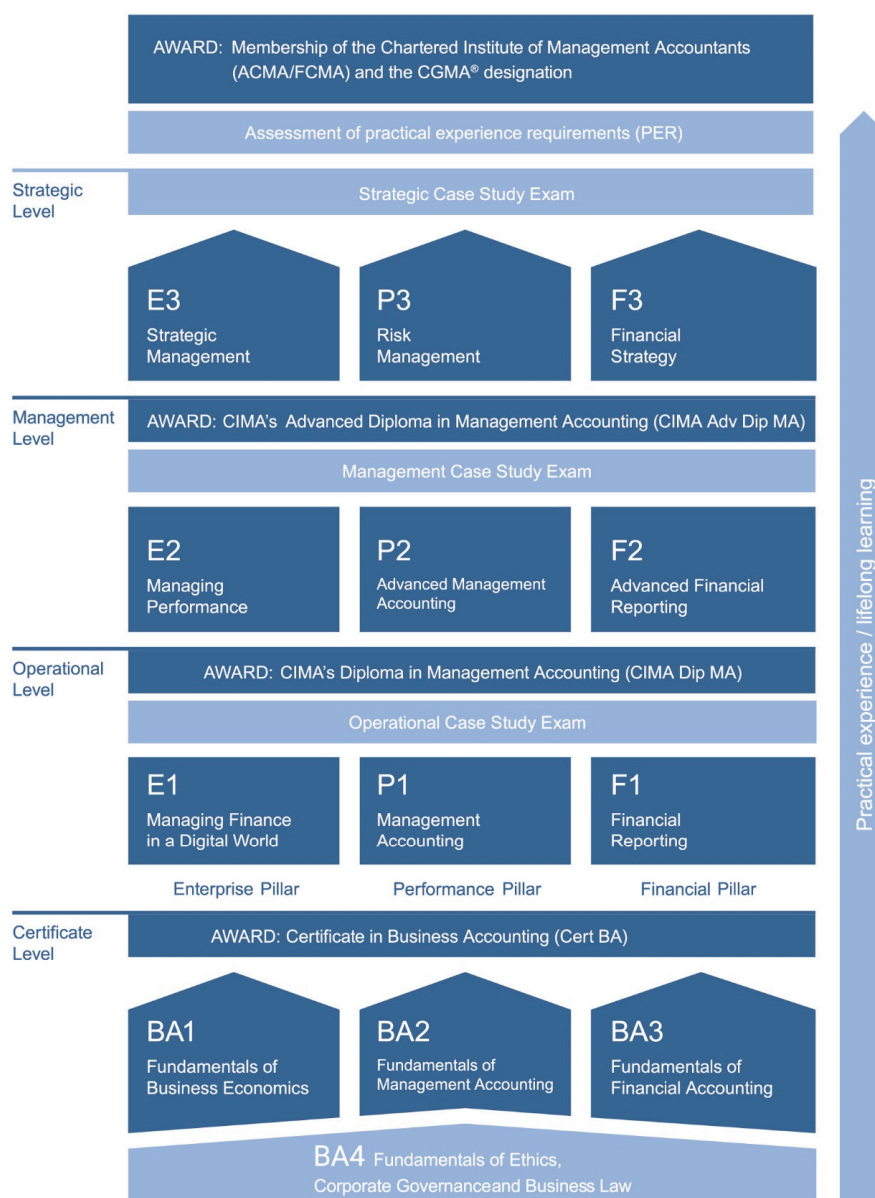 AWARD: Membership of the Chartered Institute of Management Accountants
(ACMA/FCMA) and the CGMA® designation
Assessment of practical experience requirements (PER)
Strategic
Level
Strategic Case Study Exam
E3
Strategic
Management
P3
Risk
Management
F3
Financial
Strategy
Management
Level
AWARD: CIMA's Advanced Diploma in Management Accounting (CIMA Adv Dip MA)
Management Case Study Exam
E2
Managing
Performance
P2
Advanced Management
Accounting
F2
Advanced Financial
Reporting
Operational
Level
AWARD: CIMA's Diploma in Management Accounting (CIMA Dip MA)
Operational Case Study Exam
E1
Managing Finance
in a Digital World
P1
Management
Accounting
F1
Financial
Reporting
Enterprise Pillar
Performance Pillar
Financial Pillar
Certificate
Level
AWARD: Certificate in Business Accounting (Cert BA)
BA1
Fundamentals of
Business Economics
BA2
Fundamentals of
Management Accounting
BA3
Fundamentals of
Financial Accounting
BA4 Fundamentals of Ethics,
Corporate Governanceand Business Law
Practical experience / lifelong learning